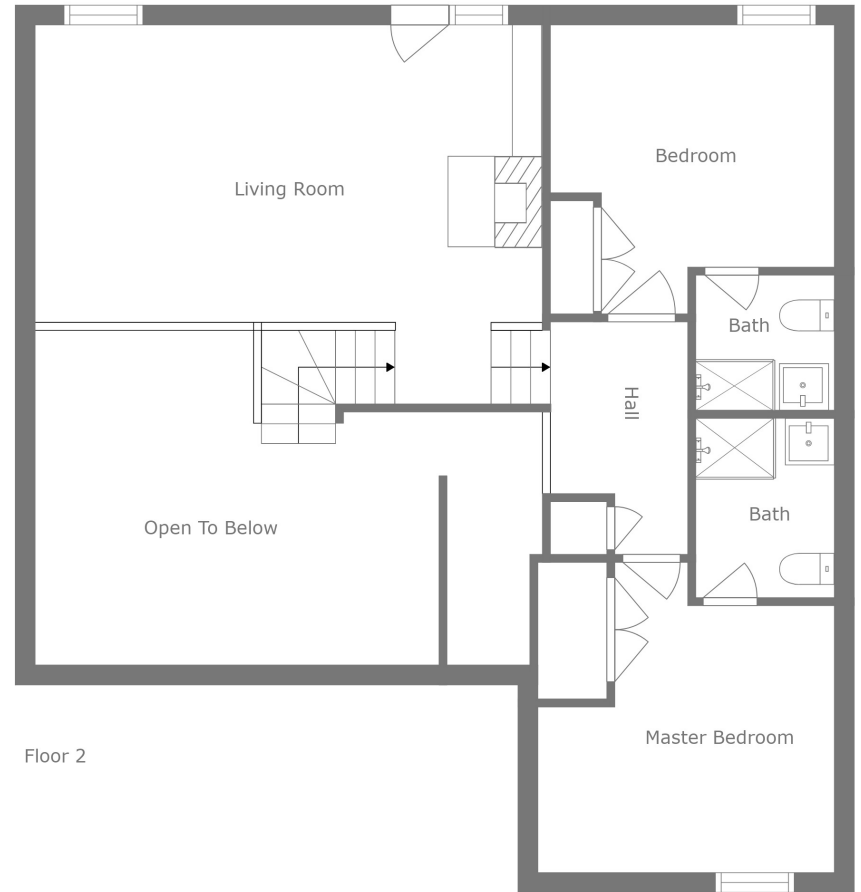 Bedroom
Living Room
Bath
Hall
Bath
Open To Below
Master Bedroom
Floor 2